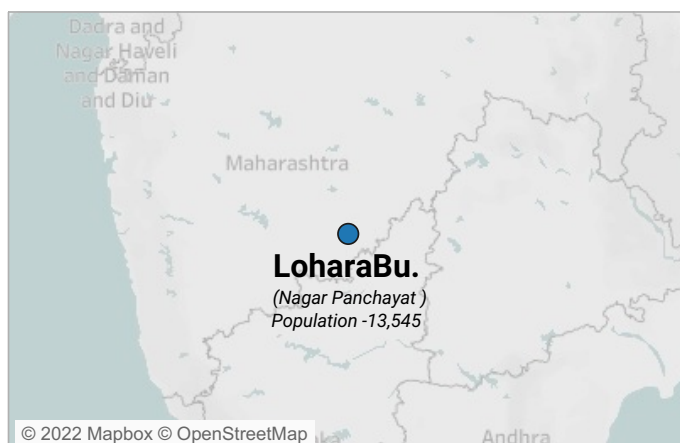 Dadra and
Nagar Haveli
and Daman
and Diu
Maharashtra
LoharaBu.
(Nagar Panchayat )
Population -13,545
© 2022 Mapbox © OpenStreetMap
Andhra